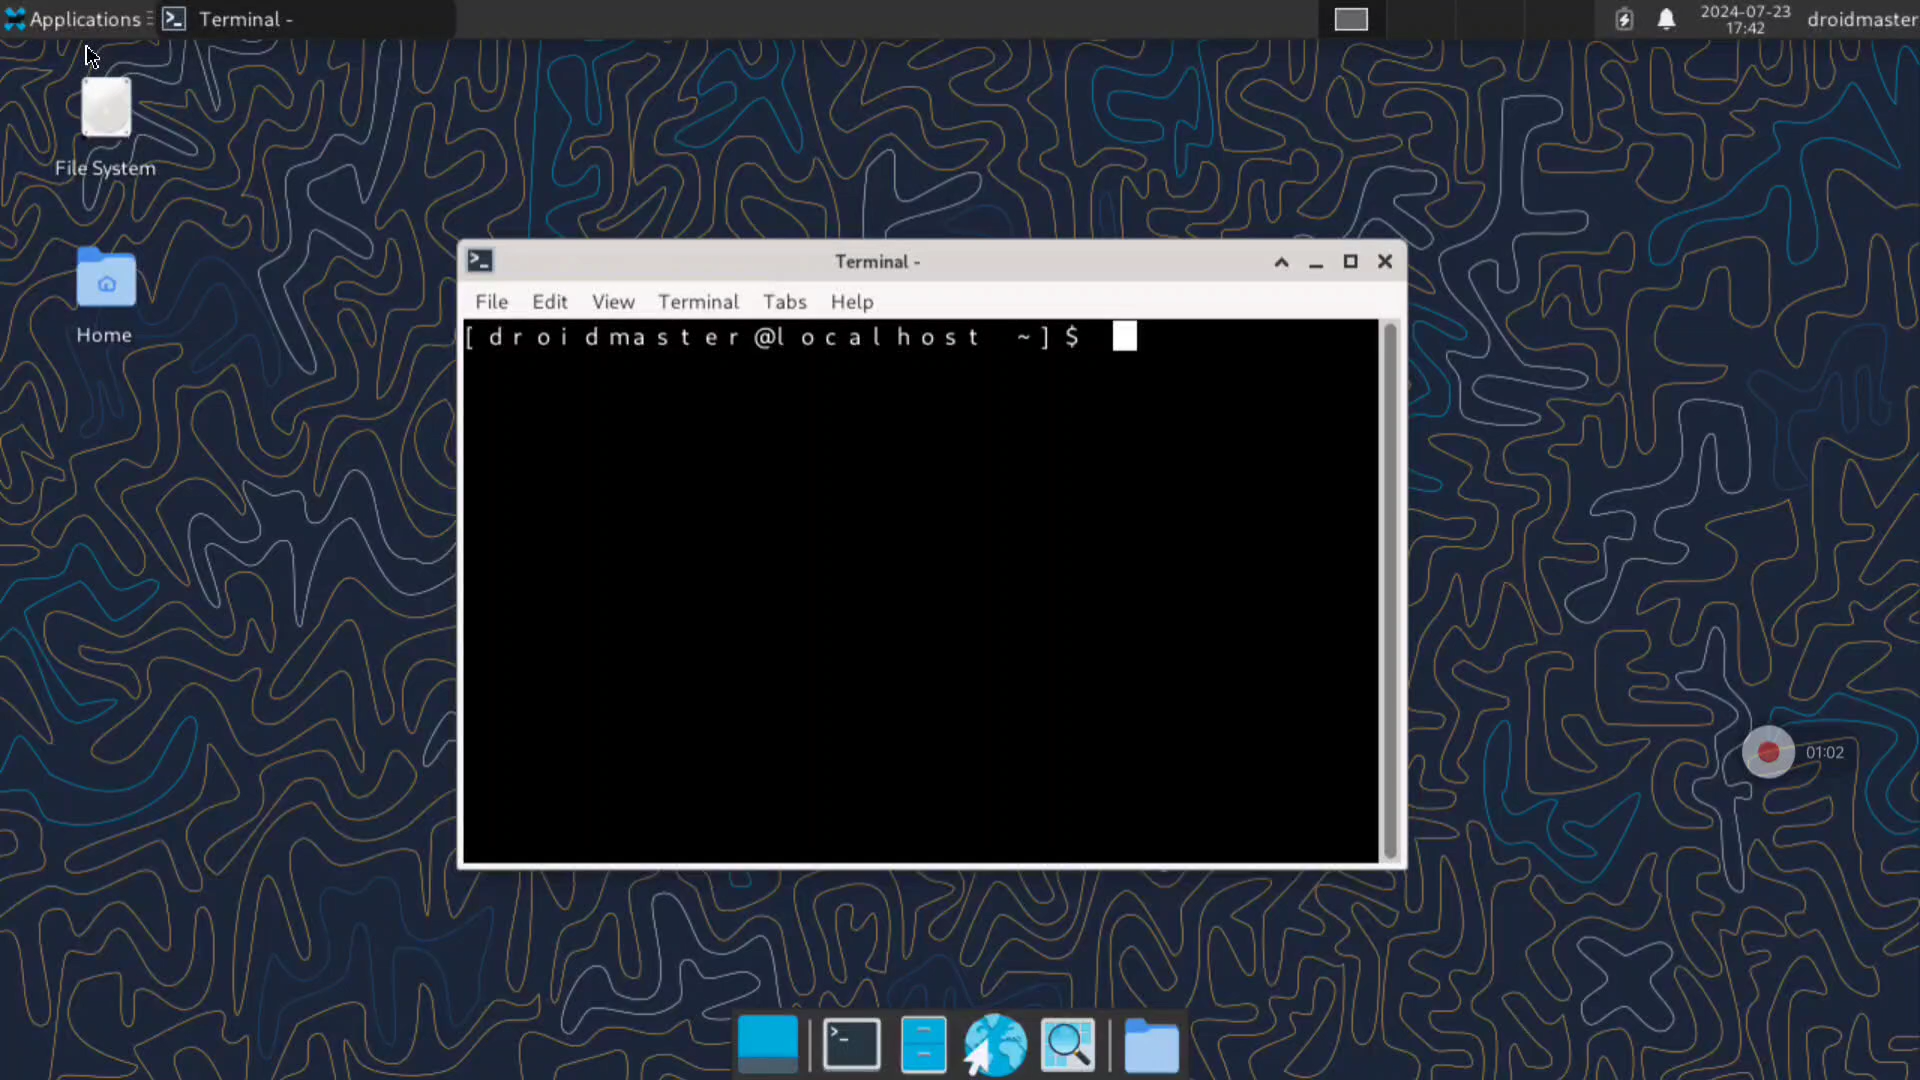 Applications
Terminal -
2024-07-23
17:42
droidmaster
File System
Home
Terminal -
File Edit View Terminal Tabs Help
[droidmaster@localhost ~]$
01:02